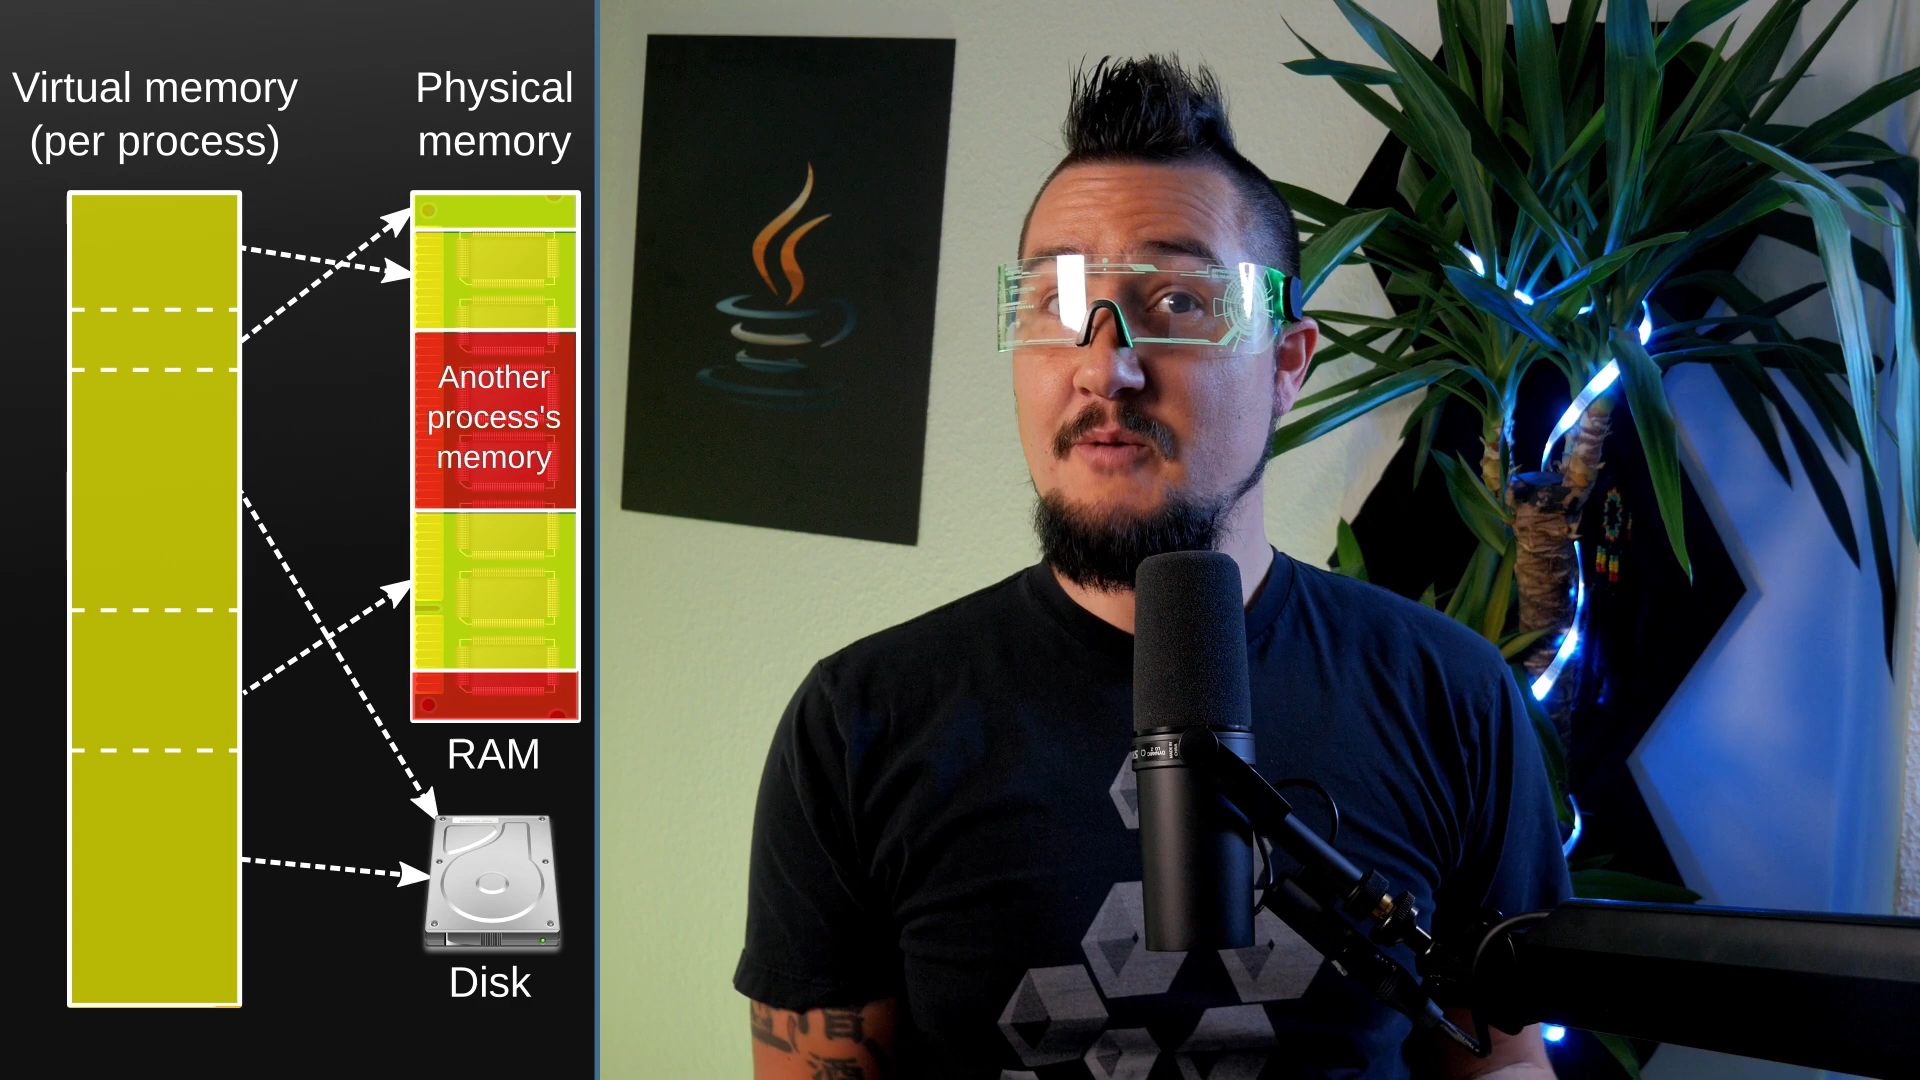 Virtual memory
(per process)
Physical
memory
Another
process's
memory
RAM
Disk